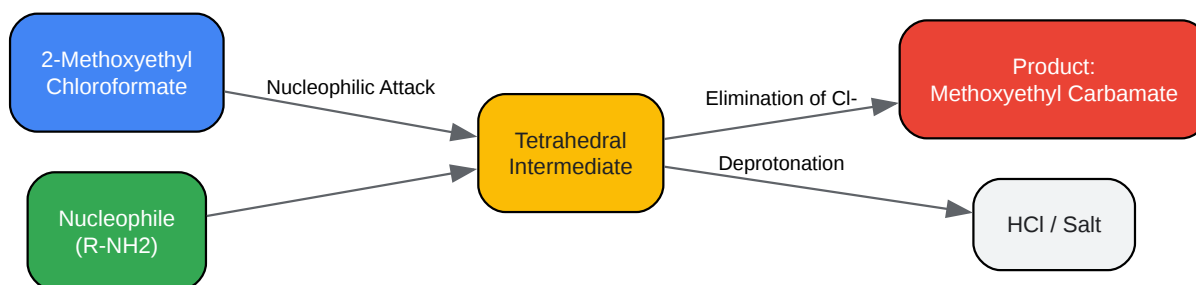 2-Methoxyethyl
Chloroformate
Nucleophilic Attack
Nucleophile
(R-NH2)
Tetrahedral
Intermediate
Elimination of Cl-
Deprotonation
Product:
Methoxyethyl Carbamate
HCl / Salt